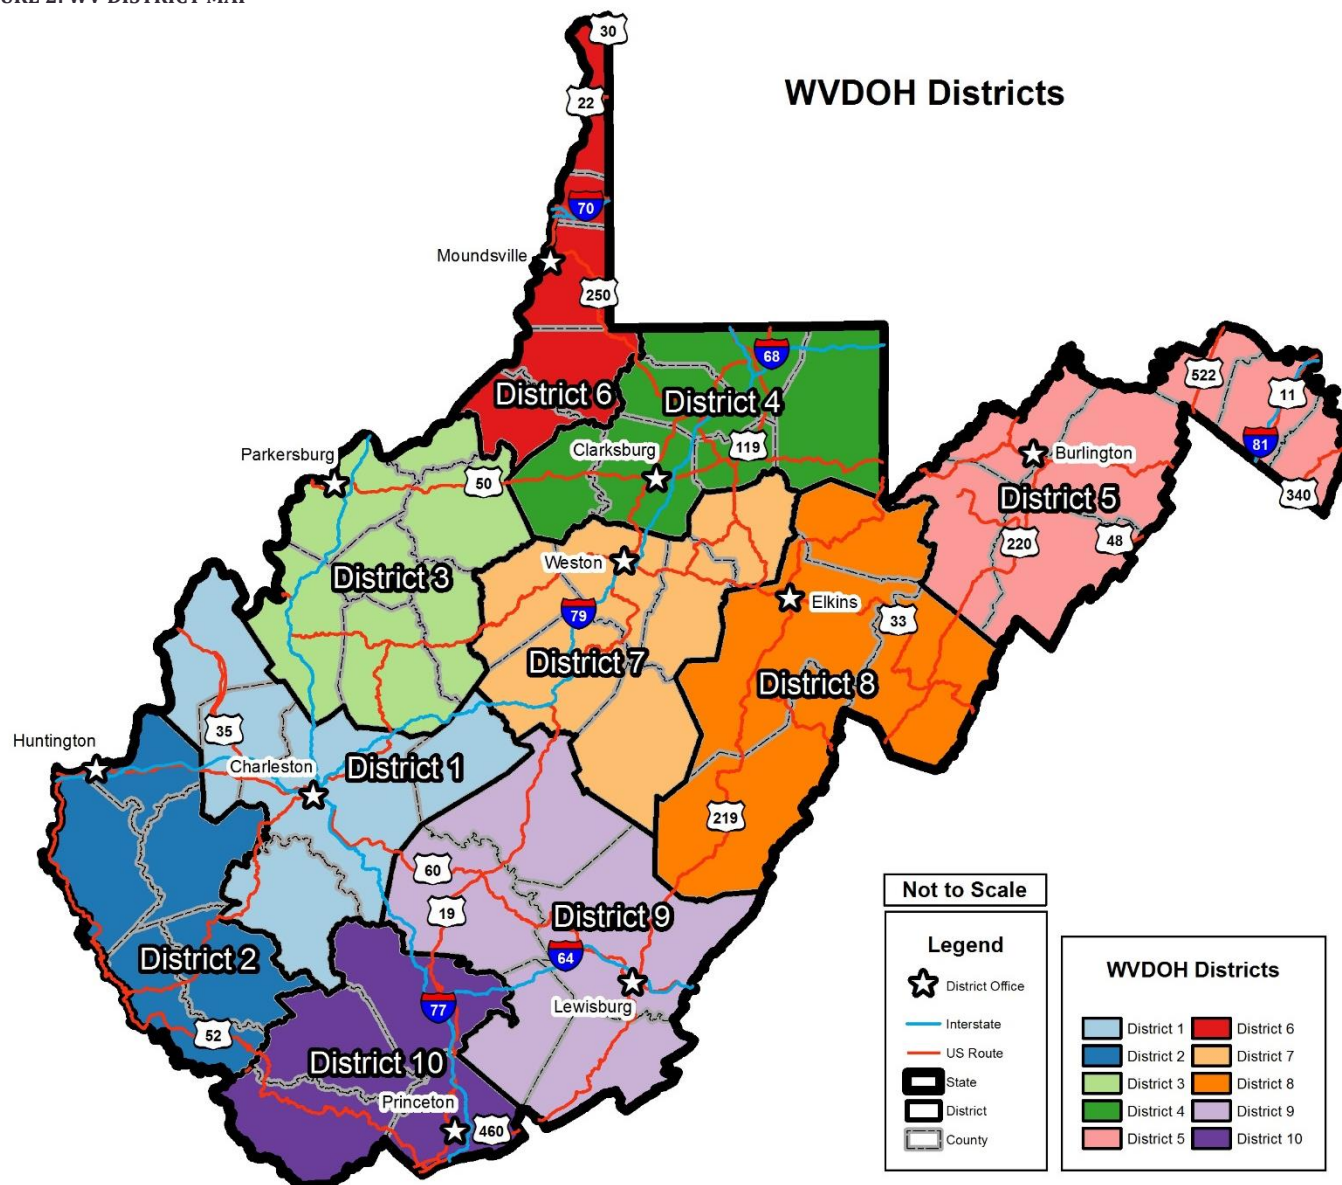 WVDOH Districts
30
22
70
Moundsville
250
68
District 6
District 4
522
11
Parkersburg
Clarksburg
119
Burlington
81
50
District 5
340
220
48
District 3
Weston
Elkins
79
33
District 7
District 8
35
Huntington
Charleston
District 1
219
60
19
District 9
64
District 2
Lewisburg
77
52
District 10
Princeton
460
Not to Scale
Legend
District Office
Interstate
US Route
State
District
County
WVDOH Districts
District 1
District 6
District 2
District 7
District 3
District 8
District 4
District 9
District 5
District 10